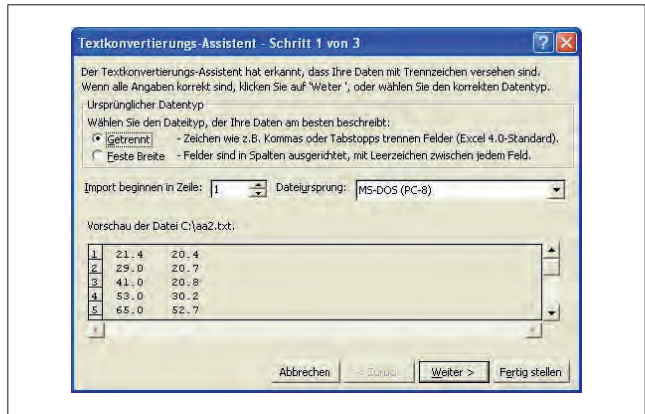 Textkonvertierungs-Assistent - Schritt 1 von 3
Der Textkonvertierungs-Assistent hat erkannt, dass Ihre Daten mit Trennzeichen versehen sind.
Wenn alle Angaben korrekt sind, klicken Sie auf 'Weter ', oder wählen Sie den korrekten Datentyp.
Ursprünglicher Datentyp
Wählen Sie den Dateityp, der Ihre Daten am besten beschreibt:
Getrennt - Zeichen wie z.B. Kommas oder Tabstopps trennen Felder (Excel 4.0-Standard).
Feste Breite - Felder sind in Spalten ausgerichtet, mit Leerzeichen zwischen jedem Feld.
Import beginnen in Zeile: 1 Dateiursprung: MS-DOS (PC-8)
Vorschau der Datei C:\aa2.txt.
1 21.4 20.4
2 29.0 20.7
3 41.0 20.8
4 53.0 30.2
5 65.0 52.7
Abbrechen < Zurück Weiter > Fertig stellen